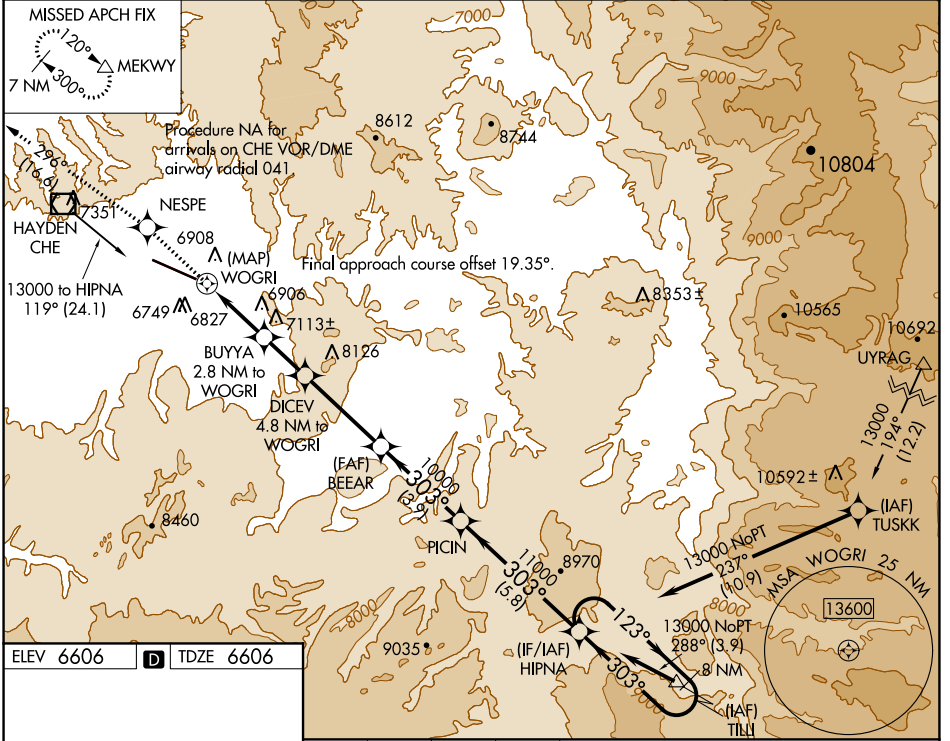 MISSED APCH FIX
120°
MEKWY
7 NM
300°
7000
9000
8612
8744
10804
Procedure NA for
arrivals on CHE VOR/DME
airway radial 041.
296°
(16.6)
7351
HAYDEN
CHE
NESPE
6908
(MAP)
WOGRI
9000
Final approach course offset 19.35°.
13000 to HIPNA
119° (24.1)
6749
6827
6906
7113±
8353±
10565
10692
UYRAG
BUYYA
2.8 NM to
WOGRI
8126
DICEV
4.8 NM to
WOGRI
13000
194°
(12.2)
(FAF)
BEEAR
10000
303°
(3.9)
10592±
(IAF)
TUSKK
8460
PICIN
13000 NoPT
237°
(10.9)
11000
303°
(5.8)
8970
MSA WOGRI 25 NM
13600
8000
8000
123°
13000 NoPT
288° (3.9)
8 NM
9035
(IF/IAF)
HIPNA
303°
9000
(IAF)
TILLI
ELEV 6606
D
TDZE 6606